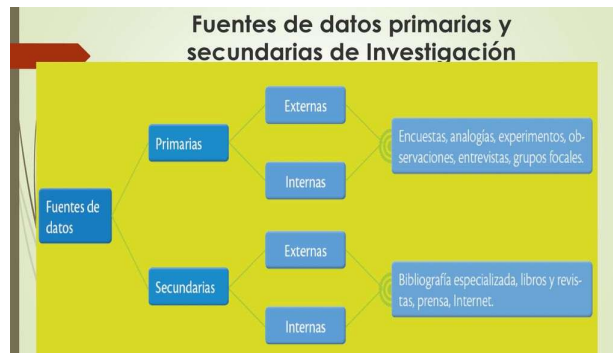 Fuentes de datos primarias y
secundarias de Investigación
Externas
Primarias
Encuestas, analogías, experimentos, ob-
servaciones, entrevistas, grupos focales.
Internas
Fuentes de
datos
Externas
Secundarias
Bibliografía especializada, libros y revis-
tas, prensa, Internet.
Internas